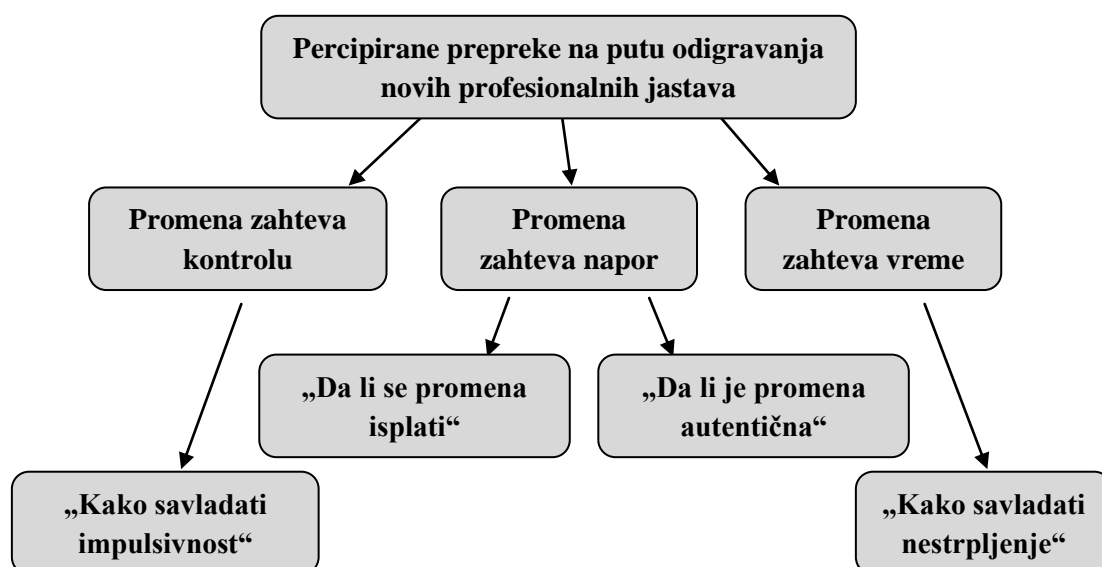 Percipirane prepreke na putu odigravanja
novih profesionalnih jastava
Promena zahteva
kontrolu
Promena
zahteva napor
Promena
zahteva vreme
„Da li se promena
isplati“
„Da li je promena
autentična“
„Kako savladati
impulsivnost“
„Kako savladati
nestrpljenje“